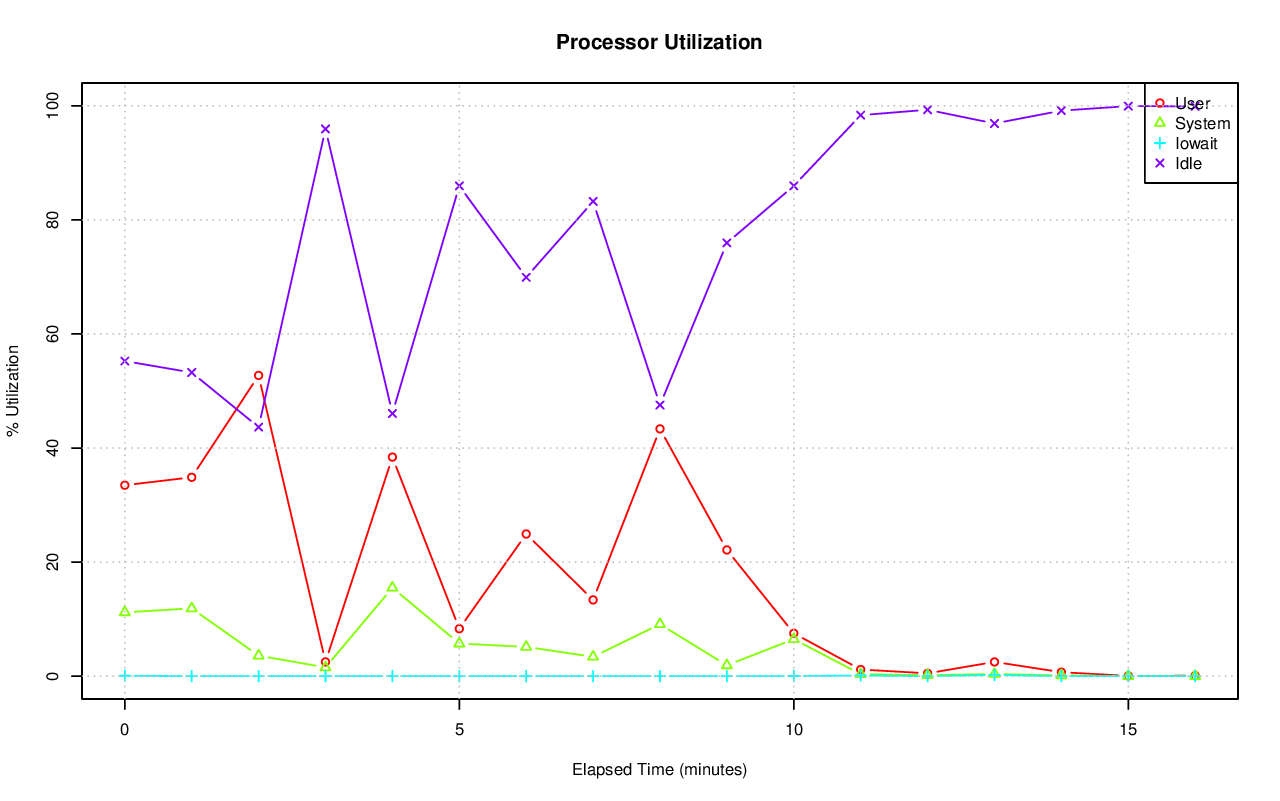 Processor Utilization
% Utilization
100
80
60
40
20
0
User
System
Iowait
Idle
0 5 10 15
Elapsed Time (minutes)